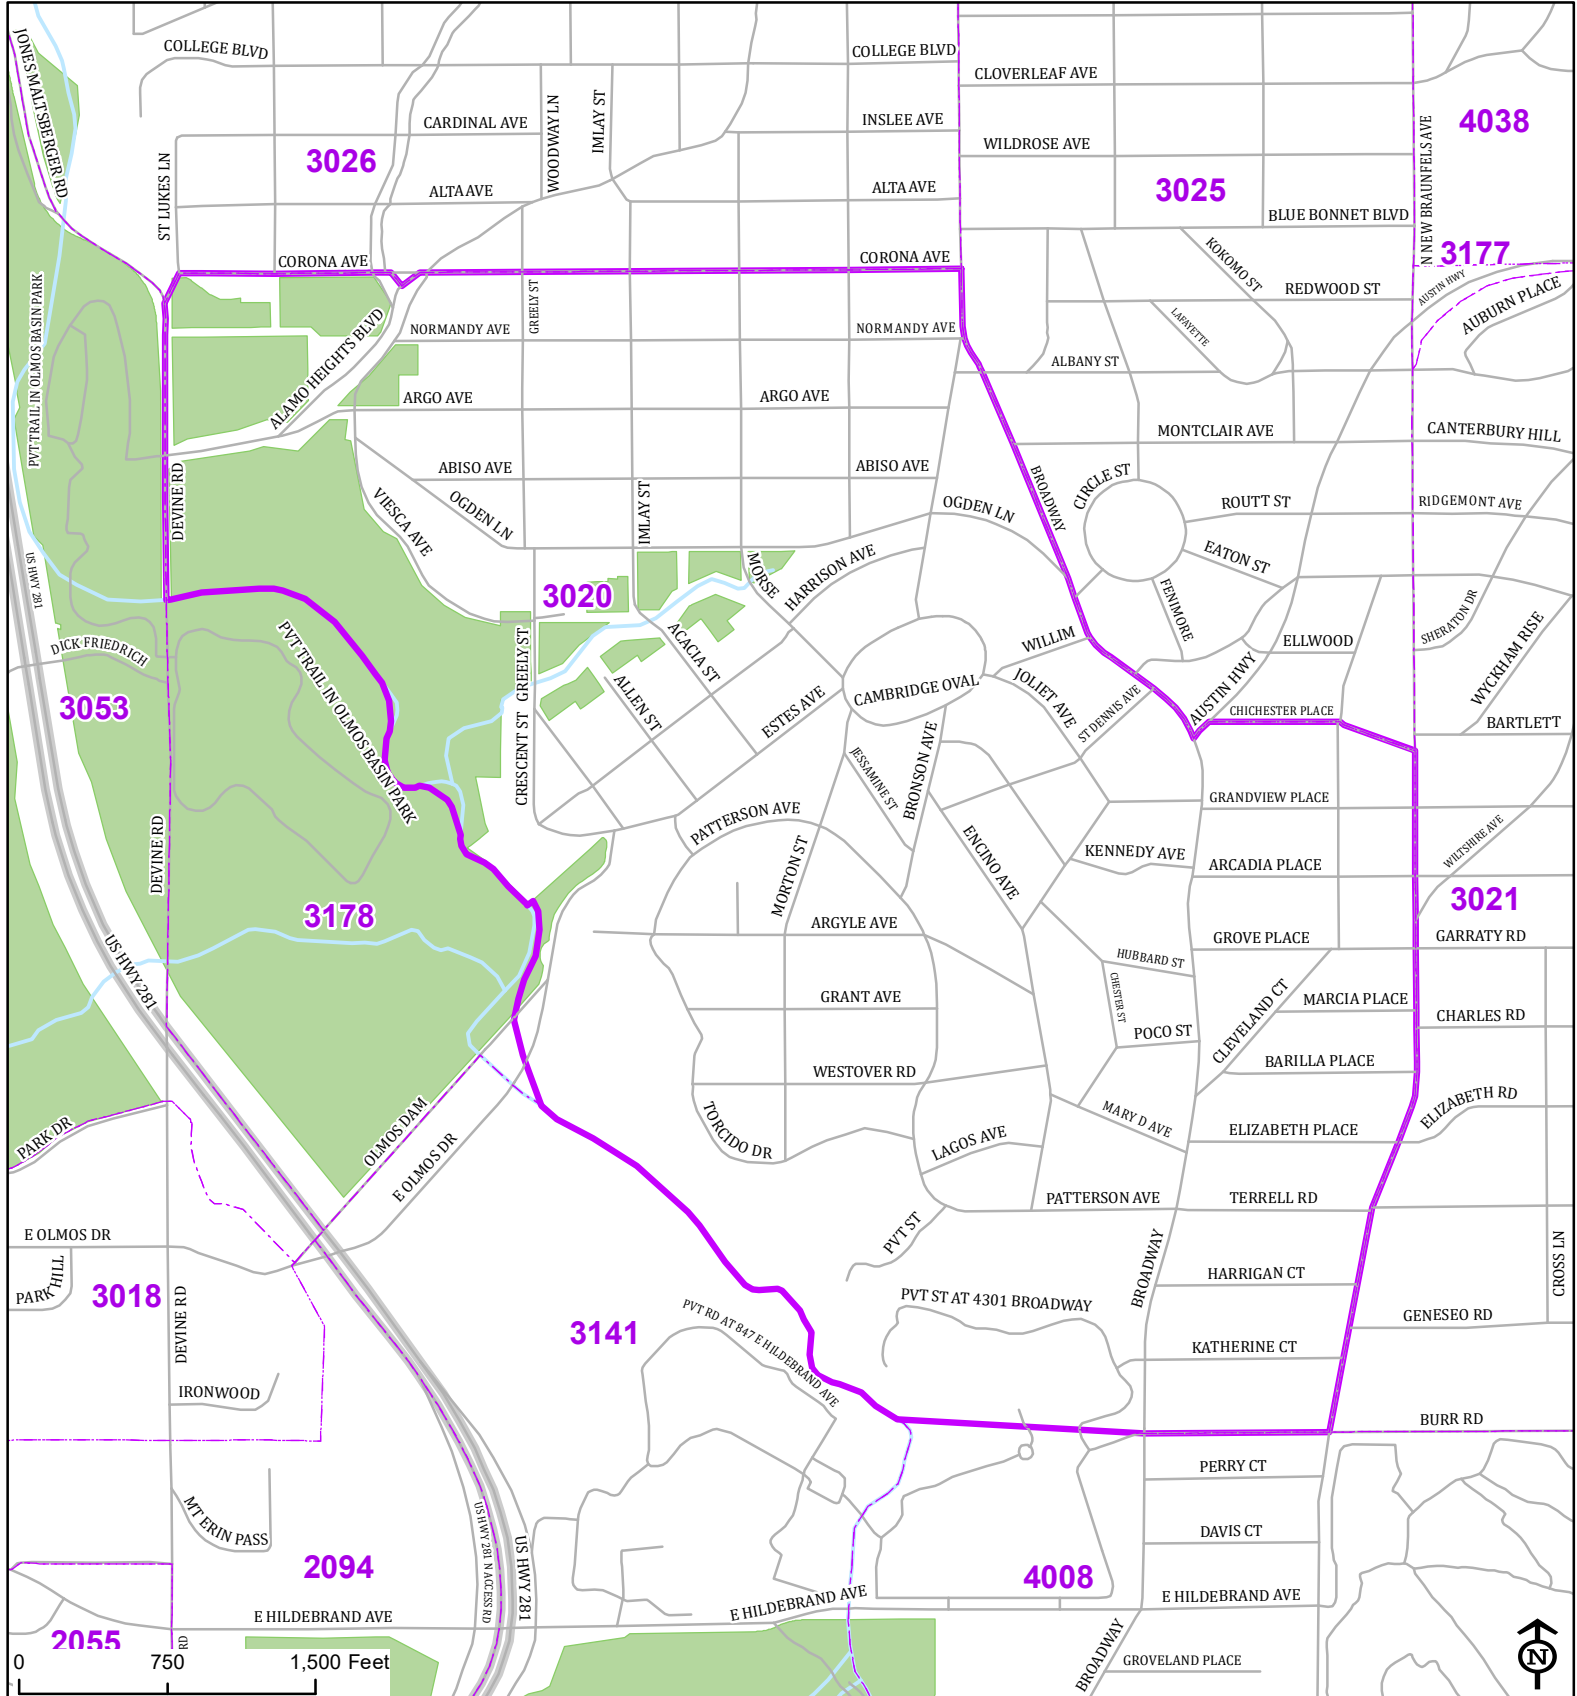 COLLEGE BLVD
COLLEGE BLVD
JONES MALTSBERGER RD
CLOVERLEAF AVE
CARDINAL AVE
WOODWAY LN
IMLAY ST
INSLEE AVE
WILDROSE AVE
N NEW BRAUNFELS AVE
4038
3026
ST LUKES LN
ALTA AVE
ALTA AVE
3025
BLUE BONNET BLVD
3177
CORONA AVE
CORONA AVE
KOKOMO ST
REDWOOD ST
AUSTIN HWY
AUBURN PLACE
PVT TRAIL IN OLMOS BASIN PARK
GREELY ST
NORMANDY AVE
NORMANDY AVE
LAFAYETTE
ALAMO HEIGHTS BLVD
ALBANY ST
ARGO AVE
ARGO AVE
MONTCLAIR AVE
CANTERBURY HILL
ABISO AVE
ABISO AVE
DEVINE RD
VIESCA AVE
OGDEN LN
IMLAY ST
OGDEN LN
BROADWAY
CIRCLE ST
ROUTT ST
RIDGEMONT AVE
US HWY 281
MORSE
HARRISON AVE
EATON ST
3020
FENIMORE
SHERATON DR
DICK FRIEDRICH
PVT TRAIL IN OLMOS BASIN PARK
CRESCENT ST
GREELY ST
ACACIA ST
WILLIM
ELLWOOD
WYCKHAM RISE
3053
ALLEN ST
ESTES AVE
CAMBRIDGE OVAL
JOLIET AVE
ST DENNIS AVE
AUSTIN HWY
CHICHESTER PLACE
BARTLETT
JESSAMINE ST
BRONSON AVE
DEVINE RD
PATTERSON AVE
GRANDVIEW PLACE
ENCINO AVE
KENNEDY AVE
ARCADIA PLACE
WILTSHIRE AVE
MORTON ST
3178
3021
ARGYLE AVE
GROVE PLACE
GARRATY RD
US HWY 281
HUBBARD ST
CHESTER ST
GRANT AVE
CLEVELAND CT
MARCIA PLACE
CHARLES RD
POCO ST
WESTOVER RD
BARILLA PLACE
PARK DR
OLMOS DAM
E OLMOS DR
TORCIDO DR
LAGOS AVE
MARY D AVE
ELIZABETH PLACE
ELIZABETH RD
PATTERSON AVE
TERRELL RD
E OLMOS DR
PVT ST
PARK HILL
3018
BROADWAY
HARRIGAN CT
CROSS LN
DEVINE RD
PVT RD AT 847 E HILDEBRAND AVE
PVT ST AT 4301 BROADWAY
GENESEO RD
3141
KATHERINE CT
IRONWOOD
BURR RD
PERRY CT
MT ERIN PASS
US HWY 281 N ACCESS RD
US HWY 281
DAVIS CT
2094
4008
E HILDEBRAND AVE
E HILDEBRAND AVE
E HILDEBRAND AVE
2055
RD
BROADWAY
GROVELAND PLACE
0 750 1,500 Feet
N